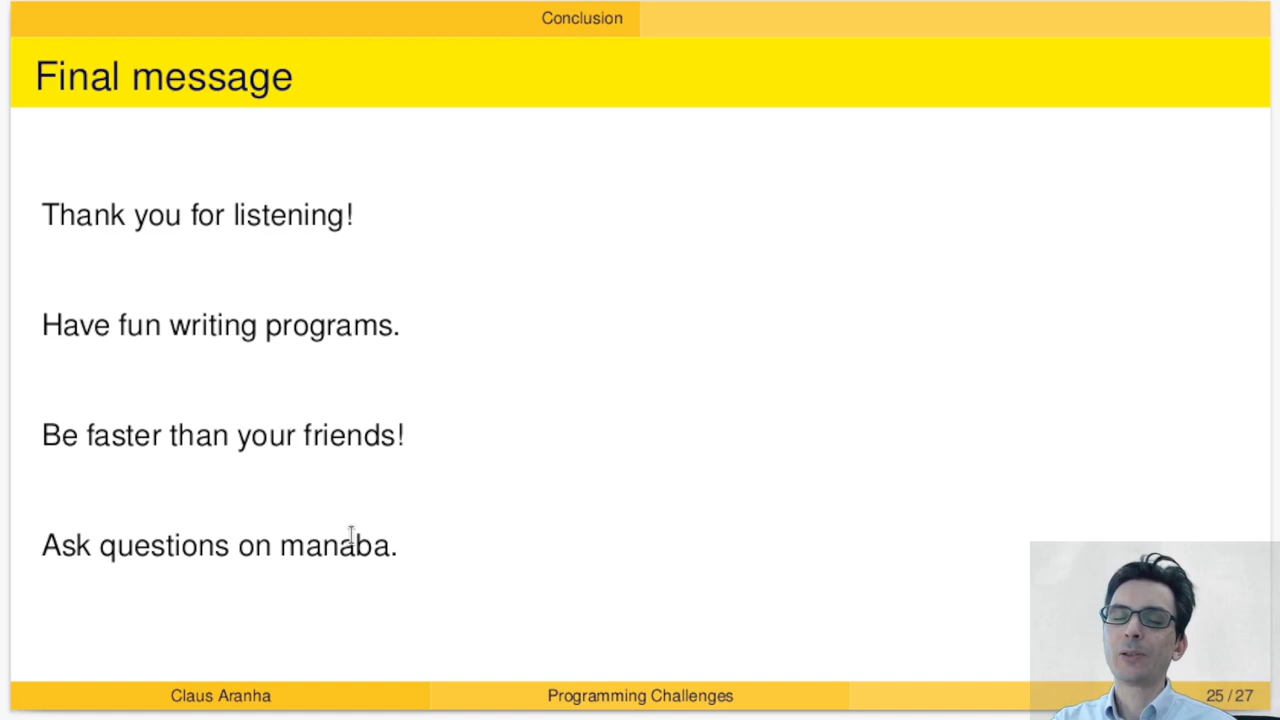 Conclusion
Final message
Thank you for listening!
Have fun writing programs.
Be faster than your friends!
Ask questions on manaba.
Claus Aranha
Programming Challenges
25 / 27